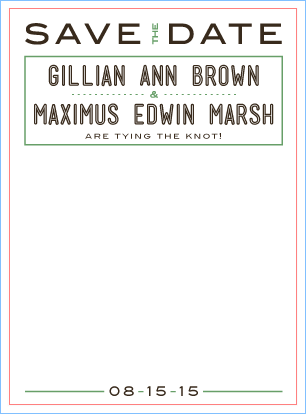 SAVE THE DATE
GILLIAN ANN BROWN
&
MAXIMUS EDWIN MARSH
ARE TYING THE KNOT!
08-15-15